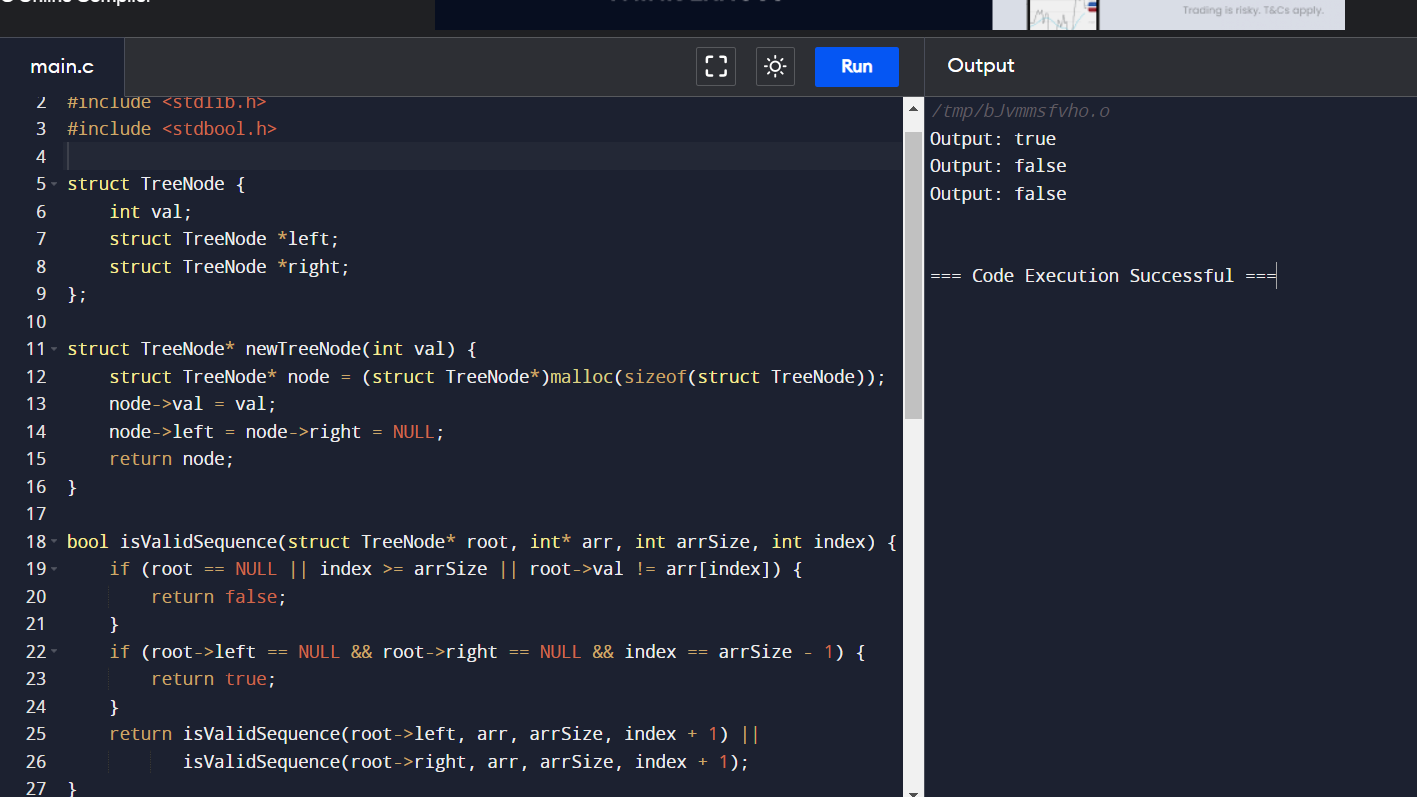 Online Compiler
Trading is risky. T&Cs apply.
main.c
Run
Output
2 #include <stdlib.h>
3 #include <stdbool.h>
4
5 struct TreeNode {
6 int val;
7 struct TreeNode *left;
8 struct TreeNode *right;
9 };
10
11 struct TreeNode* newTreeNode(int val) {
12 struct TreeNode* node = (struct TreeNode*)malloc(sizeof(struct TreeNode));
13 node->val = val;
14 node->left = node->right = NULL;
15 return node;
16 }
17
18 bool isValidSequence(struct TreeNode* root, int* arr, int arrSize, int index) {
19 if (root == NULL || index >= arrSize || root->val != arr[index]) {
20 return false;
21 }
22 if (root->left == NULL && root->right == NULL && index == arrSize - 1) {
23 return true;
24 }
25 return isValidSequence(root->left, arr, arrSize, index + 1) ||
26 isValidSequence(root->right, arr, arrSize, index + 1);
27 }
/tmp/bJvmmsfvho.o
Output: true
Output: false
Output: false
=== Code Execution Successful ===